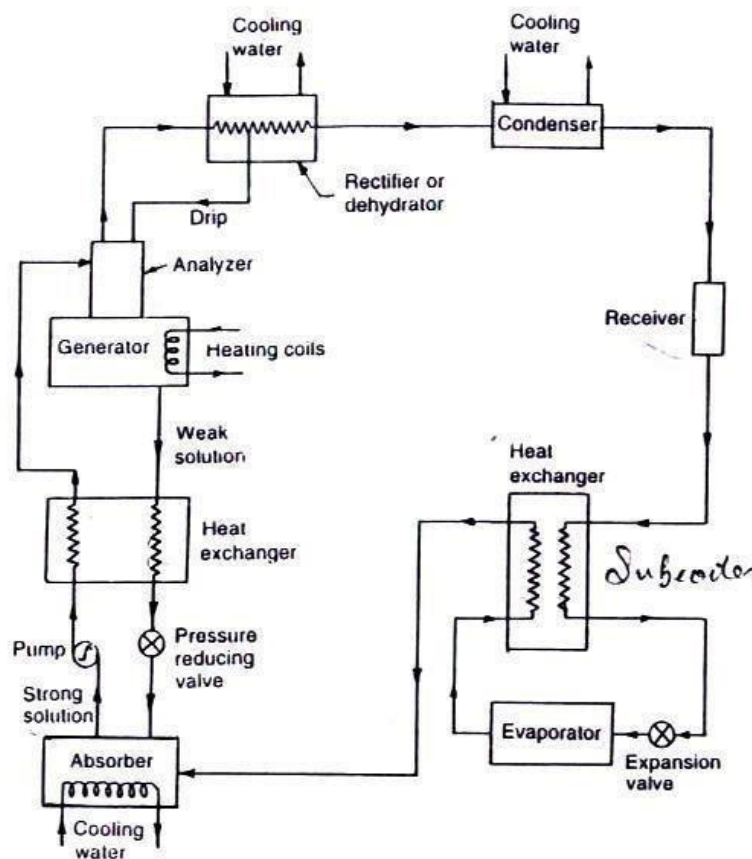 Cooling
water
Cooling
water
Condenser
Rectifier or
dehydrator
Drip
Analyzer
Generator
Heating coils
Receiver
Weak
solution
Heat
exchanger
Heat
exchanger
Pump
Pressure
reducing
valve
Strong
solution
Evaporator
Absorber
Expansion
valve
Cooling
water